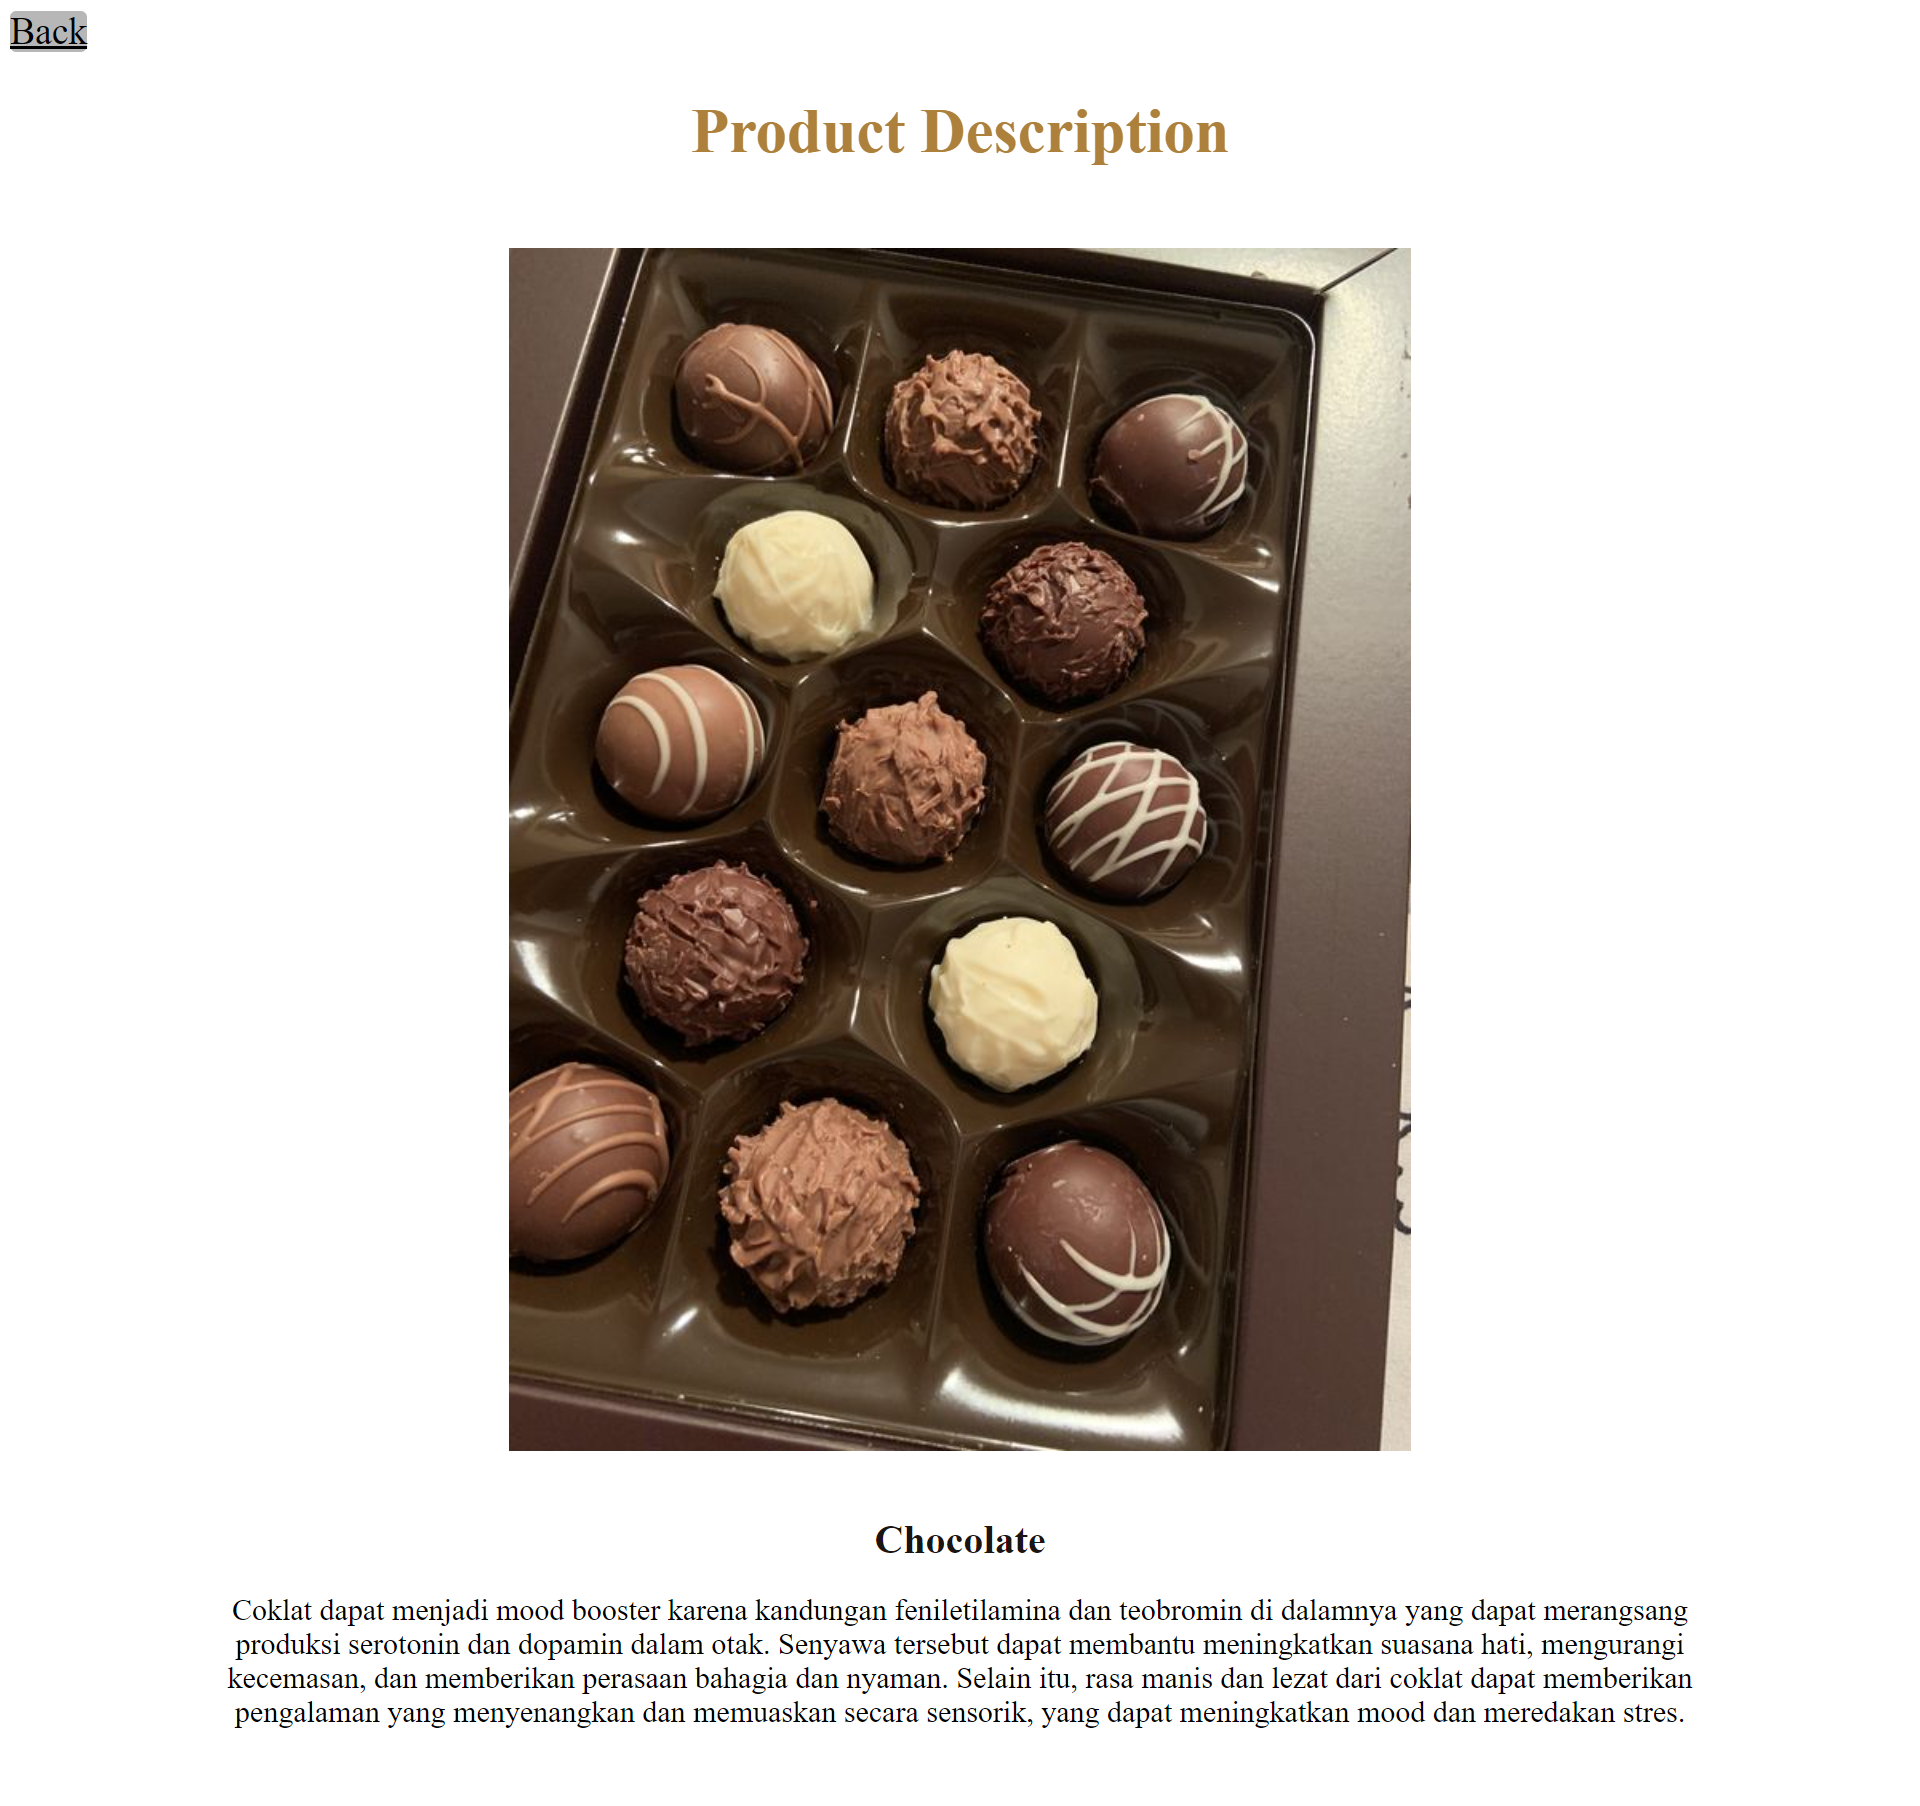 Back
Product Description
Chocolate
Coklat dapat menjadi mood booster karena kandungan feniletilamina dan teobromin di dalamnya yang dapat merangsang
produksi serotonin dan dopamin dalam otak. Senyawa tersebut dapat membantu meningkatkan suasana hati, mengurangi
kecemasan, dan memberikan perasaan bahagia dan nyaman. Selain itu, rasa manis dan lezat dari coklat dapat memberikan
pengalaman yang menyenangkan dan memuaskan secara sensorik, yang dapat meningkatkan mood dan meredakan stres.